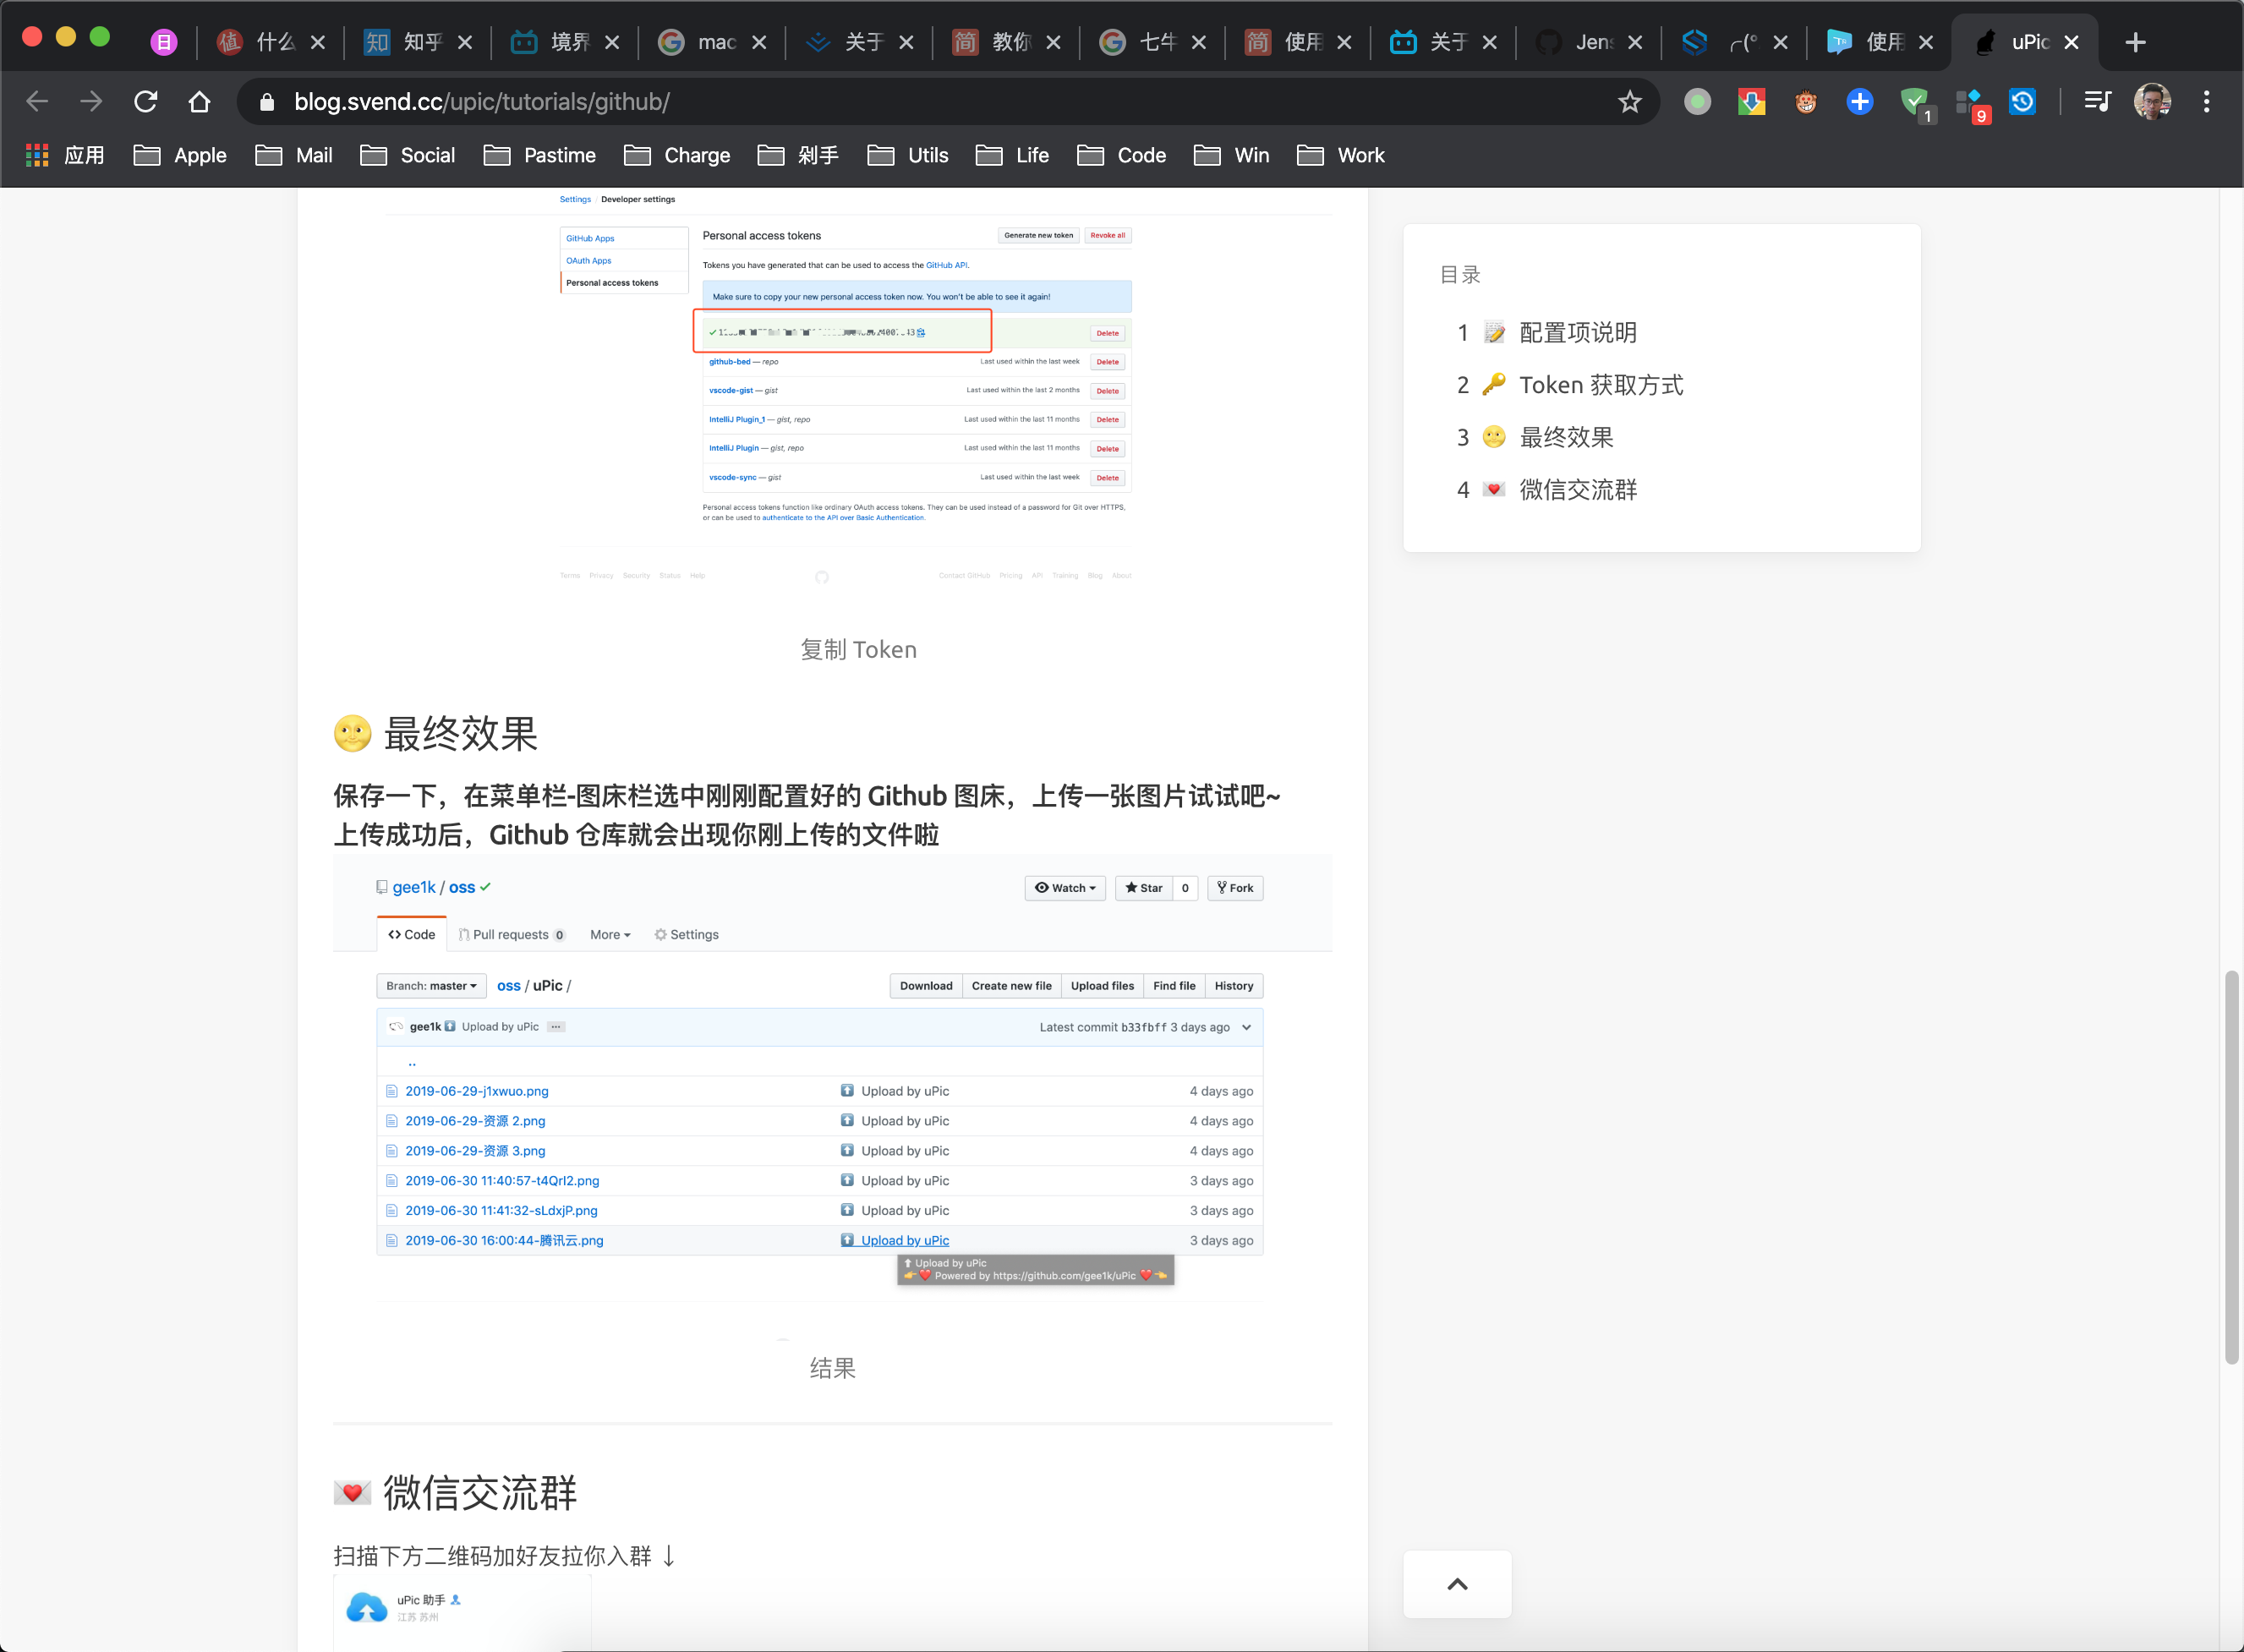 日 值 什么 知 知乎 境界 G mac 关于 简 教你 G 七牛 简 使用 关于 Jens 使用 uPic
blog.svend.cc/upic/tutorials/github/
1 9
应用 Apple Mail Social Pastime Charge 剁手 Utils Life Code Win Work
Settings / Developer settings
GitHub Apps
OAuth Apps
Personal access tokens
Personal access tokens Generate new token Revoke all
Tokens you have generated that can be used to access the GitHub API.
Make sure to copy your new personal access token now. You won't be able to see it again!
Delete
github-bed — repo Last used within the last week Delete
vscode-gist — gist Last used within the last 2 months Delete
IntelliJ Plugin_1 — gist, repo Last used within the last 11 months Delete
IntelliJ Plugin — gist, repo Last used within the last 11 months Delete
vscode-sync — gist Last used within the last week Delete
Personal access tokens function like ordinary OAuth access tokens. They can be used instead of a password for Git over HTTPS,
or can be used to authenticate to the API over Basic Authentication.
Terms Privacy Security Status Help Contact GitHub Pricing API Training Blog About
复制 Token
🌝 最终效果
保存一下，在菜单栏-图床栏选中刚刚配置好的 Github 图床，上传一张图片试试吧~
上传成功后，Github 仓库就会出现你刚上传的文件啦
gee1k / oss ✓ Watch Star 0 Fork
Code Pull requests 0 More Settings
Branch: master oss / uPic / Download Create new file Upload files Find file History
gee1k ⬆ Upload by uPic ... Latest commit b33fbff 3 days ago
..
2019-06-29-j1xwuo.png ⬆ Upload by uPic 4 days ago
2019-06-29-资源 2.png ⬆ Upload by uPic 4 days ago
2019-06-29-资源 3.png ⬆ Upload by uPic 4 days ago
2019-06-30 11:40:57-t4QrI2.png ⬆ Upload by uPic 3 days ago
2019-06-30 11:41:32-sLdxjP.png ⬆ Upload by uPic 3 days ago
2019-06-30 16:00:44-腾讯云.png ⬆ Upload by uPic 3 days ago
⬆ Upload by uPic
👉❤️ Powered by https://github.com/gee1k/uPic ❤️👈
结果
💌 微信交流群
扫描下方二维码加好友拉你入群 ↓
uPic 助手
江苏 苏州
目录
1 📝 配置项说明
2 🔑 Token 获取方式
3 🌝 最终效果
4 💌 微信交流群